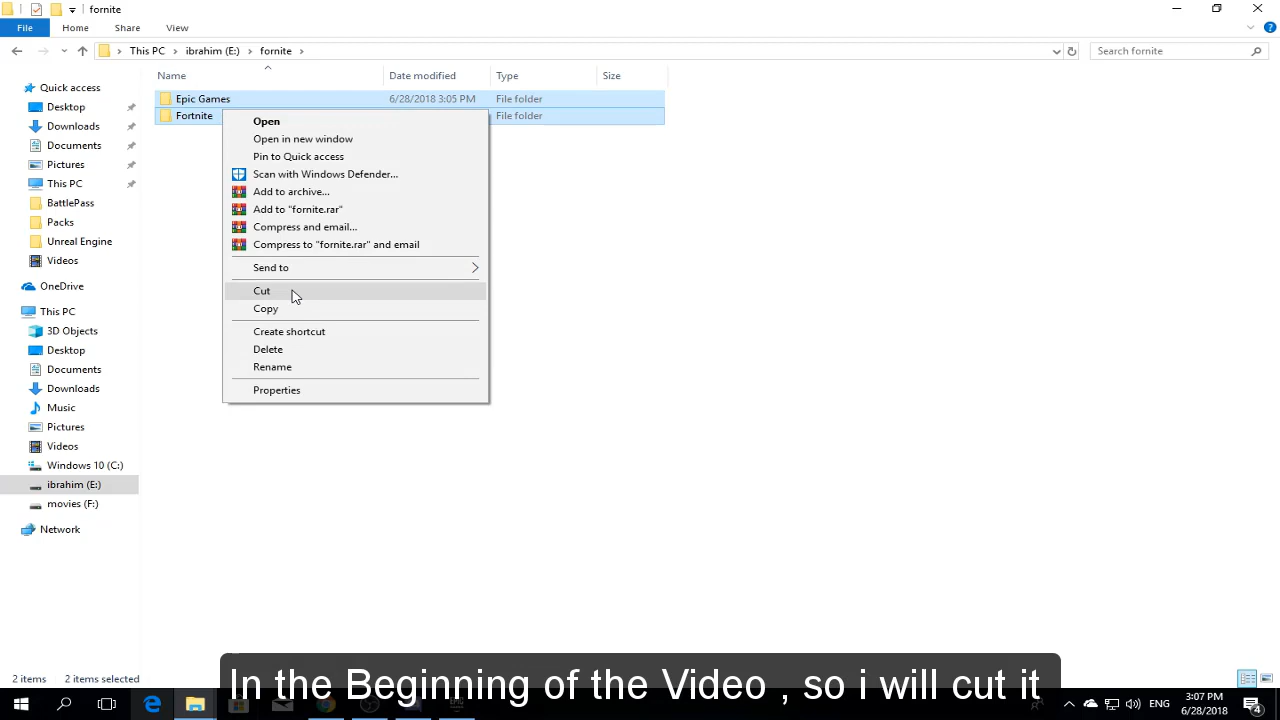 fornite
File
Home
Share
View
This PC
ibrahim (E:)
fornite
Search fornite
Name
Date modified
Type
Size
Quick access
Desktop
Downloads
Documents
Pictures
This PC
BattlePass
Packs
Unreal Engine
Videos
OneDrive
This PC
3D Objects
Desktop
Documents
Downloads
Music
Pictures
Videos
Windows 10 (C:)
ibrahim (E:)
movies (F:)
Network
Epic Games 6/28/2018 3:05 PM File folder
Fortnite File folder
Open
Open in new window
Pin to Quick access
Scan with Windows Defender...
Add to archive...
Add to "fornite.rar"
Compress and email...
Compress to "fornite.rar" and email
Send to
Cut
Copy
Create shortcut
Delete
Rename
Properties
2 items 2 items selected
In the Beginning of the Video , so i will cut it
ENG
3:07 PM
6/28/2018
4